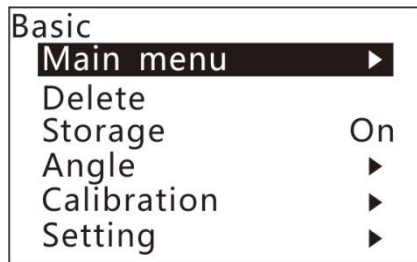 Basic
Main menu ▶
Delete
Storage On
Angle ▶
Calibration ▶
Setting ▶